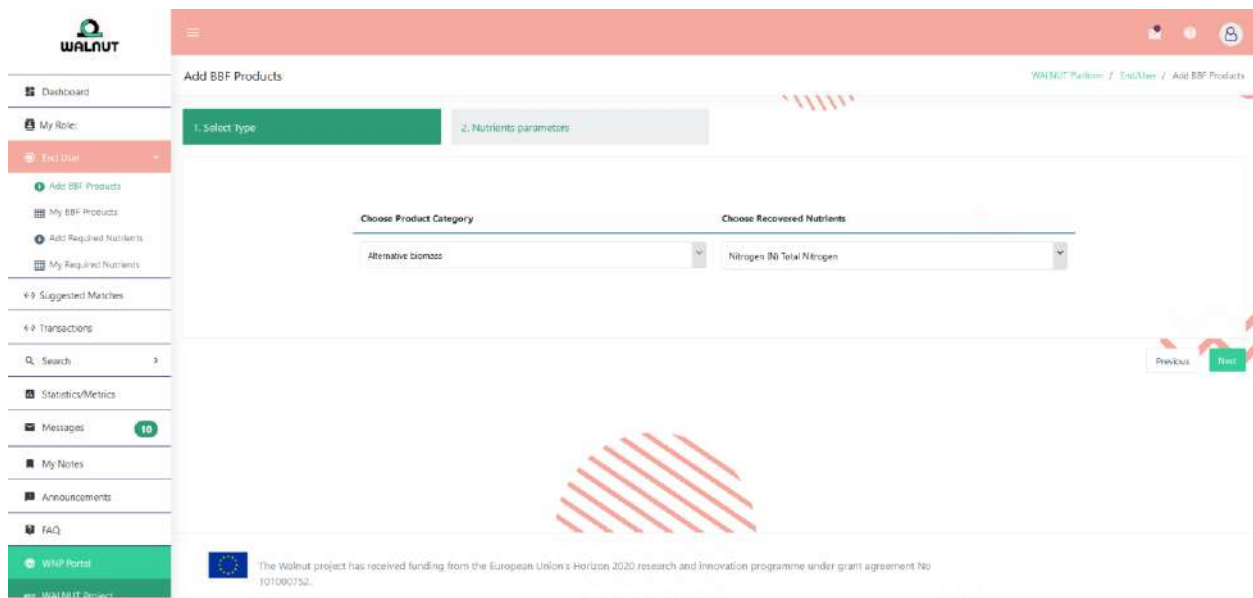 WALNUT
Dashboard
My Role:
End User
Add BBF Products
My BBF Products
Add Required Nutrients
My Required Nutrients
Suggested Matches
Transactions
Search
Statistics/Metrics
Messages 10
My Notes
Announcements
FAQ
WNP Portal
WALNUT Project
Add BBF Products
WALNUT Platform / End User / Add BBF Products
1. Select Type
2. Nutrients parameters
Choose Product Category
Choose Recovered Nutrients
Alternative biomass
Nitrogen (N) Total Nitrogen
Previous
Next
The Walnut project has received funding from the European Union's Horizon 2020 research and innovation programme under grant agreement No
101000752.